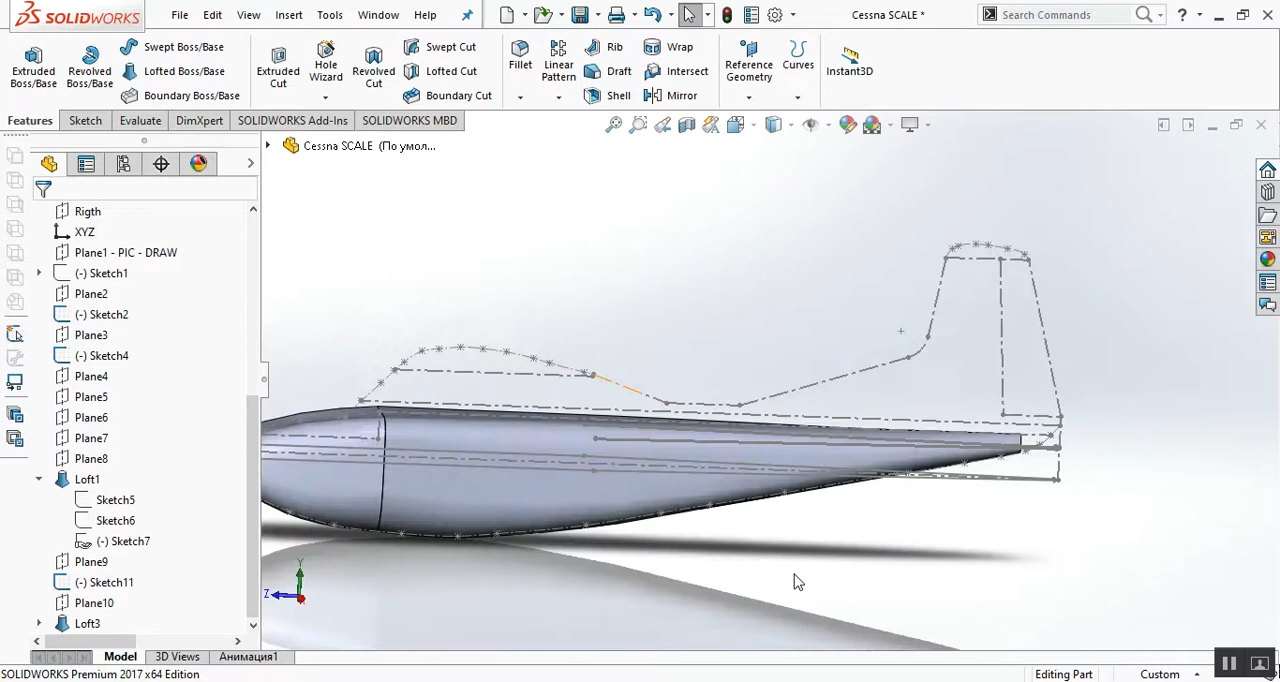 SOLIDWORKS
File Edit View Insert Tools Window Help
Cessna SCALE *
Search Commands
Extruded Boss/Base
Revolved Boss/Base
Swept Boss/Base
Lofted Boss/Base
Boundary Boss/Base
Extruded Cut
Hole Wizard
Revolved Cut
Swept Cut
Lofted Cut
Boundary Cut
Fillet
Linear Pattern
Rib
Draft
Shell
Wrap
Intersect
Mirror
Reference Geometry
Curves
Instant3D
Features Sketch Evaluate DimXpert SOLIDWORKS Add-Ins SOLIDWORKS MBD
Cessna SCALE (По умол...
Rigth
XYZ
Plane1 - PIC - DRAW
(-) Sketch1
Plane2
(-) Sketch2
Plane3
(-) Sketch4
Plane4
Plane5
Plane6
Plane7
Plane8
Loft1
Sketch5
Sketch6
(-) Sketch7
Plane9
(-) Sketch11
Plane10
Loft3
Y
Z
Model 3D Views Анимация1
SOLIDWORKS Premium 2017 x64 Edition
Editing Part
Custom